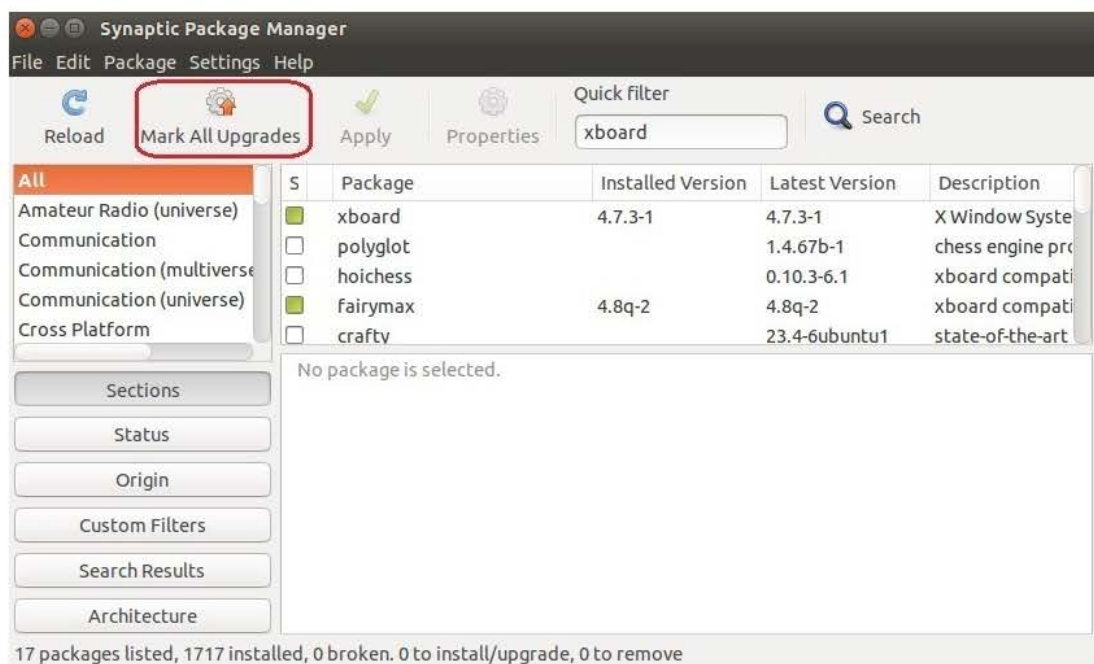 Synaptic Package Manager
File Edit Package Settings Help
Reload Mark All Upgrades Apply Properties Quick filter xboard Search
All
Amateur Radio (universe)
Communication
Communication (multiverse
Communication (universe)
Cross Platform
S Package Installed Version Latest Version Description
xboard 4.7.3-1 4.7.3-1 X Window Syste
polyglot 1.4.67b-1 chess engine pro
hoichess 0.10.3-6.1 xboard compati
fairymax 4.8q-2 4.8q-2 xboard compati
crafty 23.4-6ubuntu1 state-of-the-art
No package is selected.
Sections
Status
Origin
Custom Filters
Search Results
Architecture
17 packages listed, 1717 installed, 0 broken. 0 to install/upgrade, 0 to remove